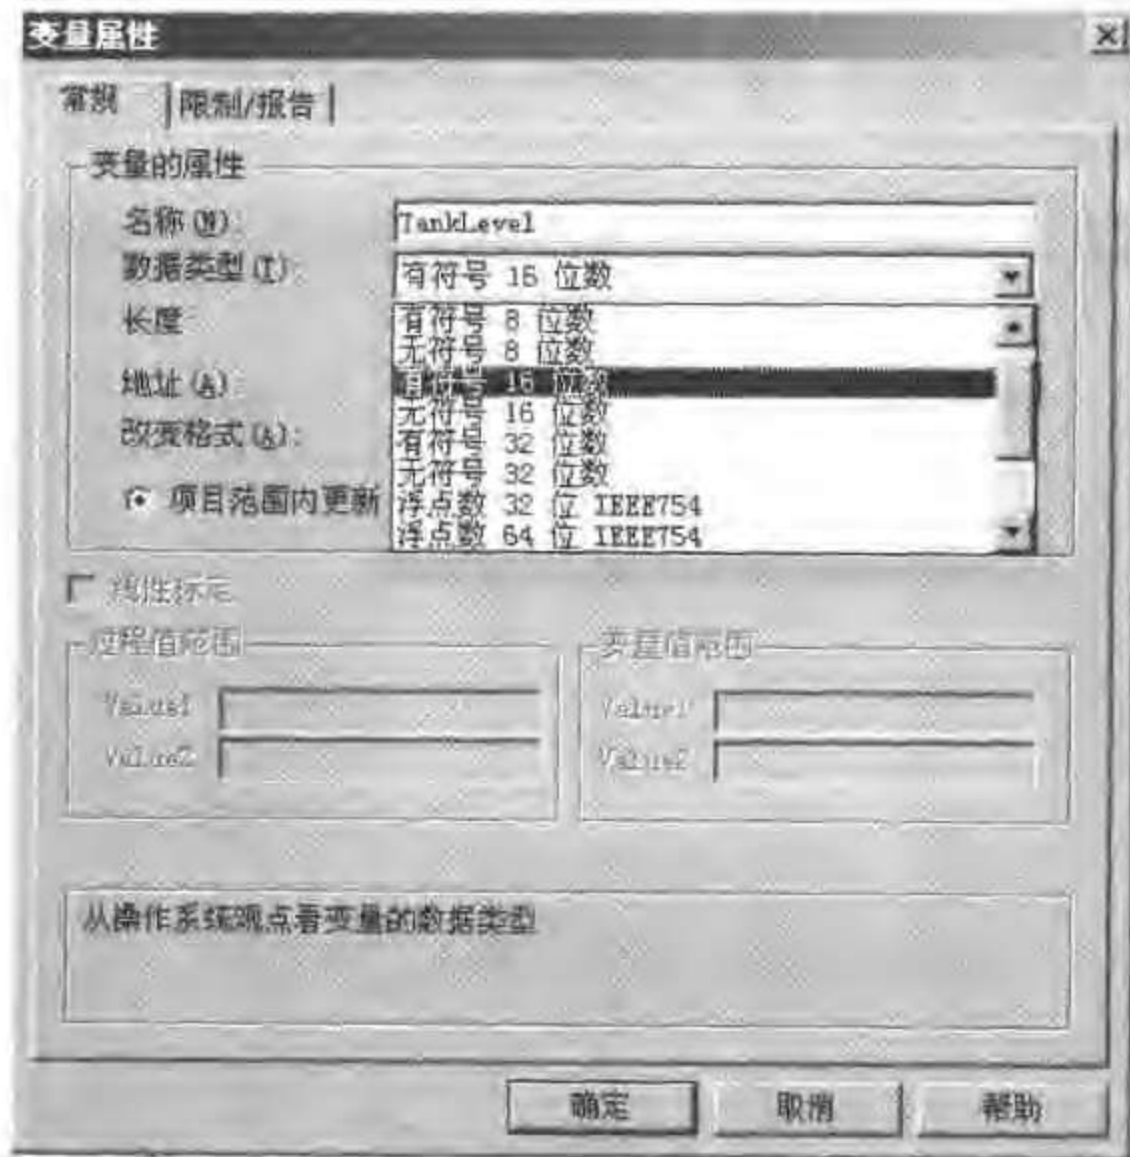 变量属性
常规 限制/报告
变量的属性
名称(N): TankLevel
数据类型(T): 有符号 16 位数
长度
有符号 8 位数
无符号 8 位数
地址(A)
有符号 16 位数
无符号 16 位数
改变格式(A):
有符号 32 位数
无符号 32 位数
项目范围内更新
浮点数 32 位 IEEE754
浮点数 64 位 IEEE754
线性标定
过程值范围 变量值范围
Value1 Value1
Value2 Value2
从操作系统观点看变量的数据类型
确定 取消 帮助